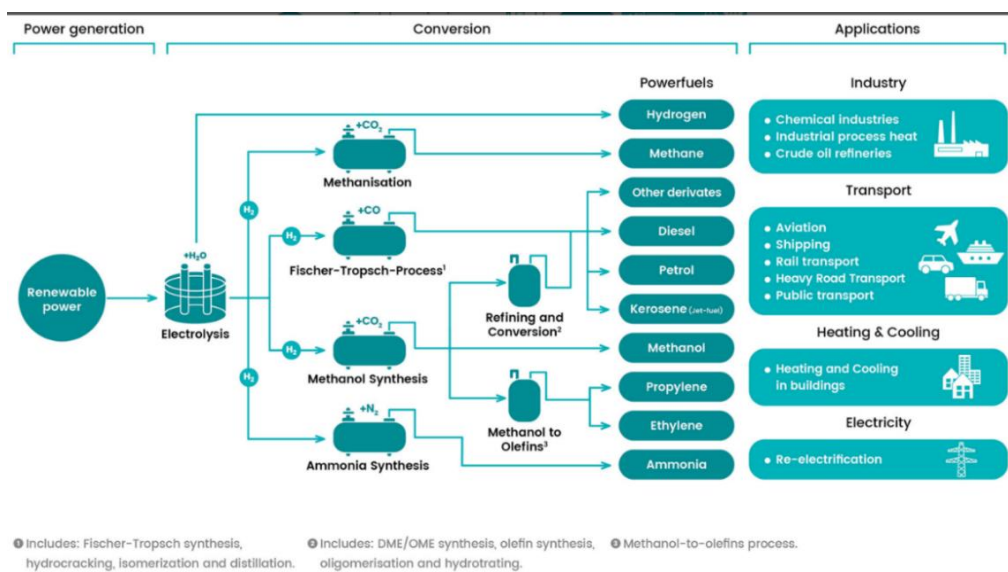 Power generation
Conversion
Applications
Powerfuels
Industry
Hydrogen
• Chemical industries
• Industrial process heat
• Crude oil refineries
+CO₂
Methanisation
Methane
Transport
H₂
Other derivates
+CO
H₂
Fischer-Tropsch-Process¹
Diesel
• Aviation
• Shipping
• Rail transport
• Heavy Road Transport
• Public transport
+H₂O
Renewable
power
Electrolysis
Petrol
Refining and
Conversion²
Kerosene (Jet-fuel)
+CO₂
H₂
Methanol Synthesis
Methanol
Heating & Cooling
• Heating and Cooling
in buildings
H₂
Propylene
Methanol to
Olefins³
Ethylene
Electricity
+N₂
Ammonia Synthesis
Ammonia
• Re-electrification
❶ Includes: Fischer-Tropsch synthesis,
hydrocracking, isomerization and distillation.
❷ Includes: DME/OME synthesis, olefin synthesis,
oligomerisation and hydrotrating.
❸ Methanol-to-olefins process.